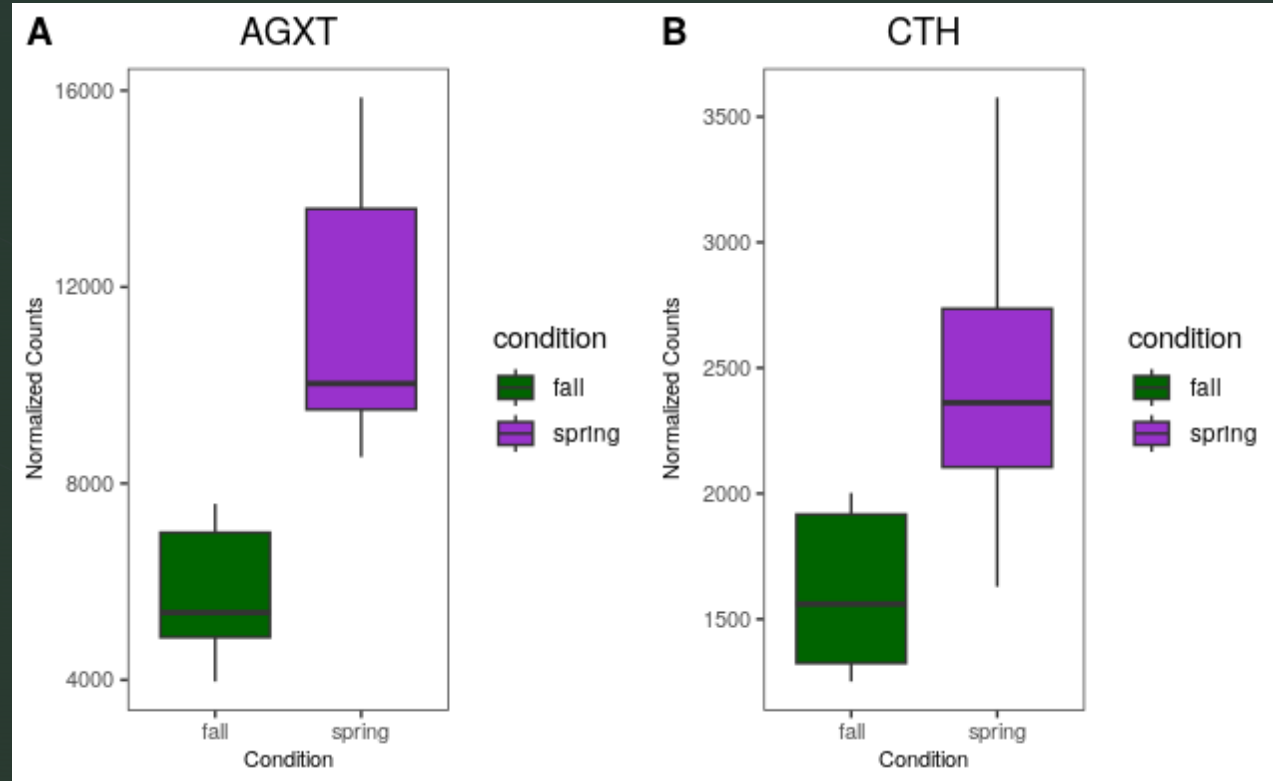 A
AGXT
16000
12000
8000
4000
Normalized Counts
fall
spring
Condition
condition
fall
spring
B
CTH
3500
3000
2500
2000
1500
Normalized Counts
fall
spring
Condition
condition
fall
spring